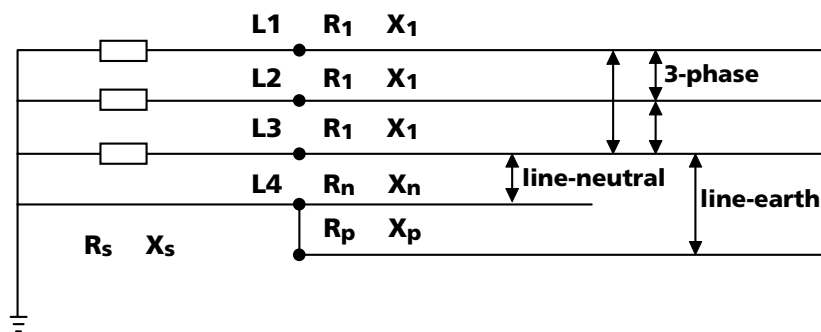 L1 R1 X1
3-phase
L2 R1 X1
L3 R1 X1
line-neutral
L4 Rn Xn
line-earth
Rp Xp
Rs Xs